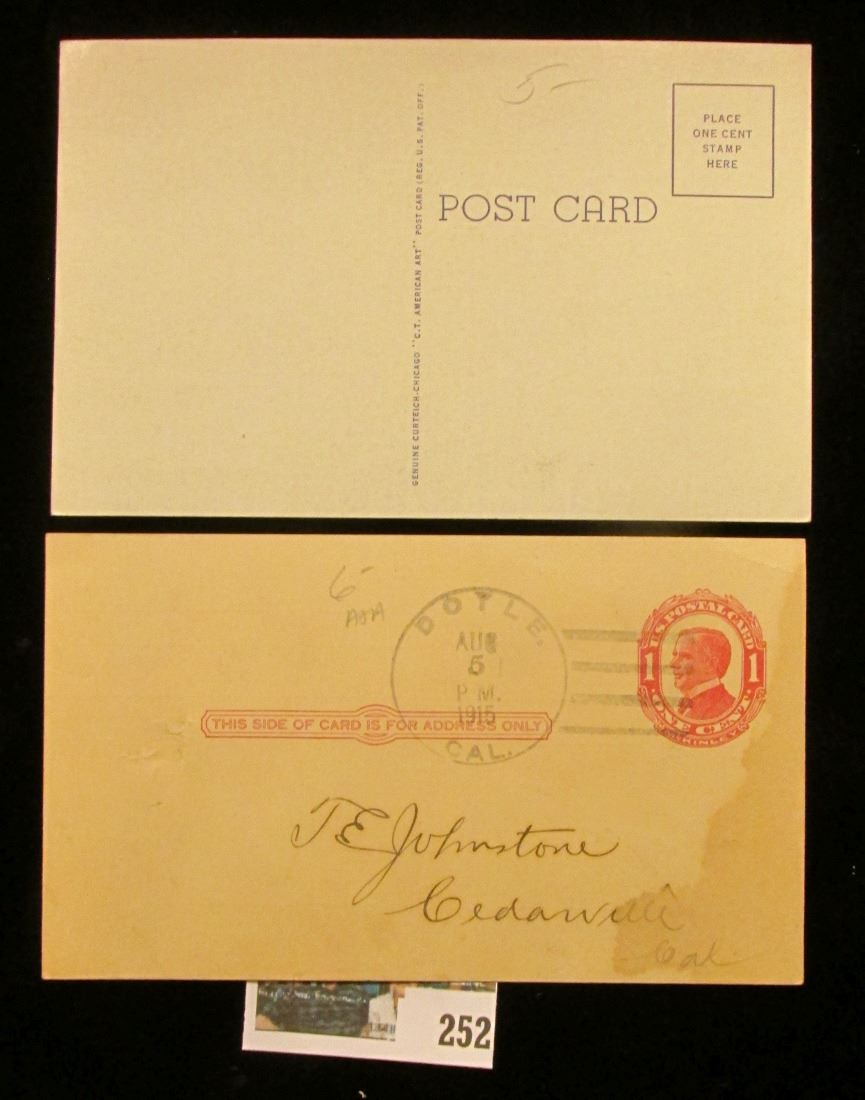 5-
PLACE
ONE CENT
STAMP
HERE
POST CARD
GENUINE CURTEICH-CHICAGO "C.T. AMERICAN ART" POST CARD (REG. U.S. PAT. OFF.)
6-
DOYLE.
AUG
5
P.M.
1915
CAL.
U.S. POSTAL CARD
1 1
ONE CENT
McKINLEY
THIS SIDE OF CARD IS FOR ADDRESS ONLY
T E Johnstone
Cedarville
Cal.
252